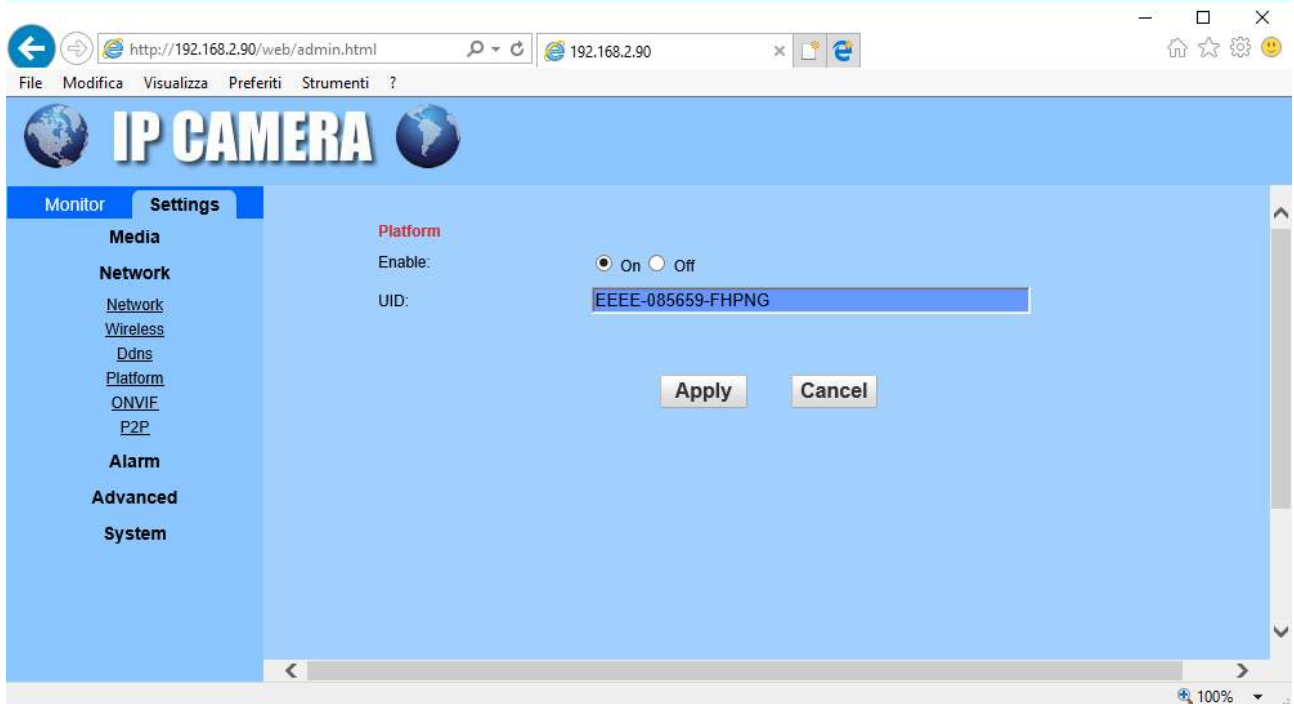 http://192.168.2.90/web/admin.html
192.168.2.90
File Modifica Visualizza Preferiti Strumenti ?
IP CAMERA
Monitor Settings
Media
Network
Network
Wireless
Ddns
Platform
ONVIF
P2P
Alarm
Advanced
System
Platform
Enable: On Off
UID: EEEE-085659-FHPNG
Apply Cancel
100%